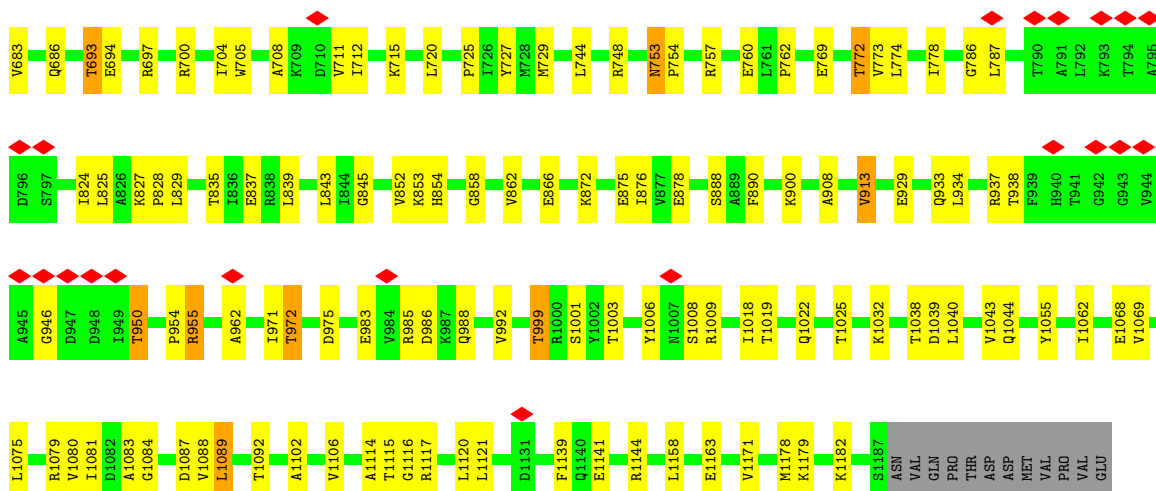 V683 Q686 T693 E694 R697 R700 I704 W705 A708 K709 D710 V711 I712 K715 L720 P725 I726 Y727 M728 M729 L744 R748 N753 P754 R757 E760 L761 P762 E769 T772 V773 L774 I778 G786 L787 T790 A791 L792 K793 T794 A795
D796 S797 I824 L825 A826 K827 P828 L829 T835 I836 E837 R838 L839 L843 I844 G845 V852 K853 H854 G858 V862 E866 K872 E875 I876 V877 E878 S888 A889 F890 K900 A908 V913 E929 Q933 L934 R937 T938 F939 H940 T941 G942 G943 V944
A945 G946 D947 D948 I949 T950 P954 R955 A962 I971 T972 D975 E983 V984 R985 D986 K987 Q988 V992 T999 R1000 S1001 Y1002 T1003 Y1006 N1007 S1008 R1009 I1018 T1019 Q1022 T1025 K1032 T1038 D1039 L1040 V1043 Q1044 Y1055 I1062 E1068 V1069
L1075 R1079 V1080 I1081 D1082 A1083 G1084 D1087 V1088 L1089 T1092 A1102 V1106 A1114 T1115 G1116 R1117 L1120 L1121 D1131 F1139 Q1140 E1141 R1144 L1158 E1163 V1171 M1178 K1179 K1182 S1187 ASN VAL GLN PRO THR ASP ASP MET VAL PRO VAL GLU